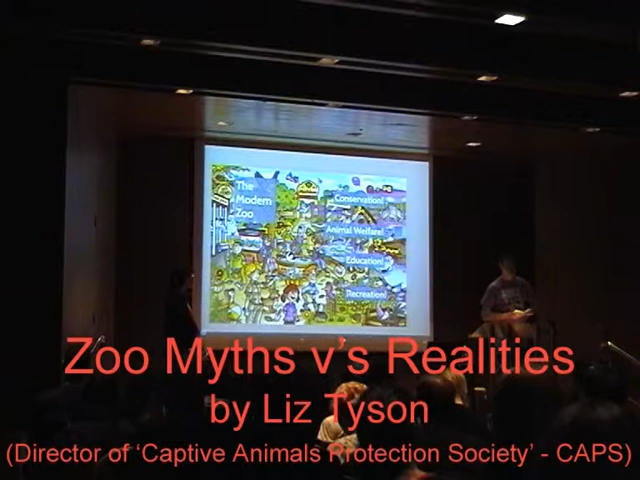 The
Modern
Zoo
Conservation!
Animal Welfare!
Education!
Recreation!
Zoo Myths v's Realities
by Liz Tyson
(Director of 'Captive Animals Protection Society' - CAPS)